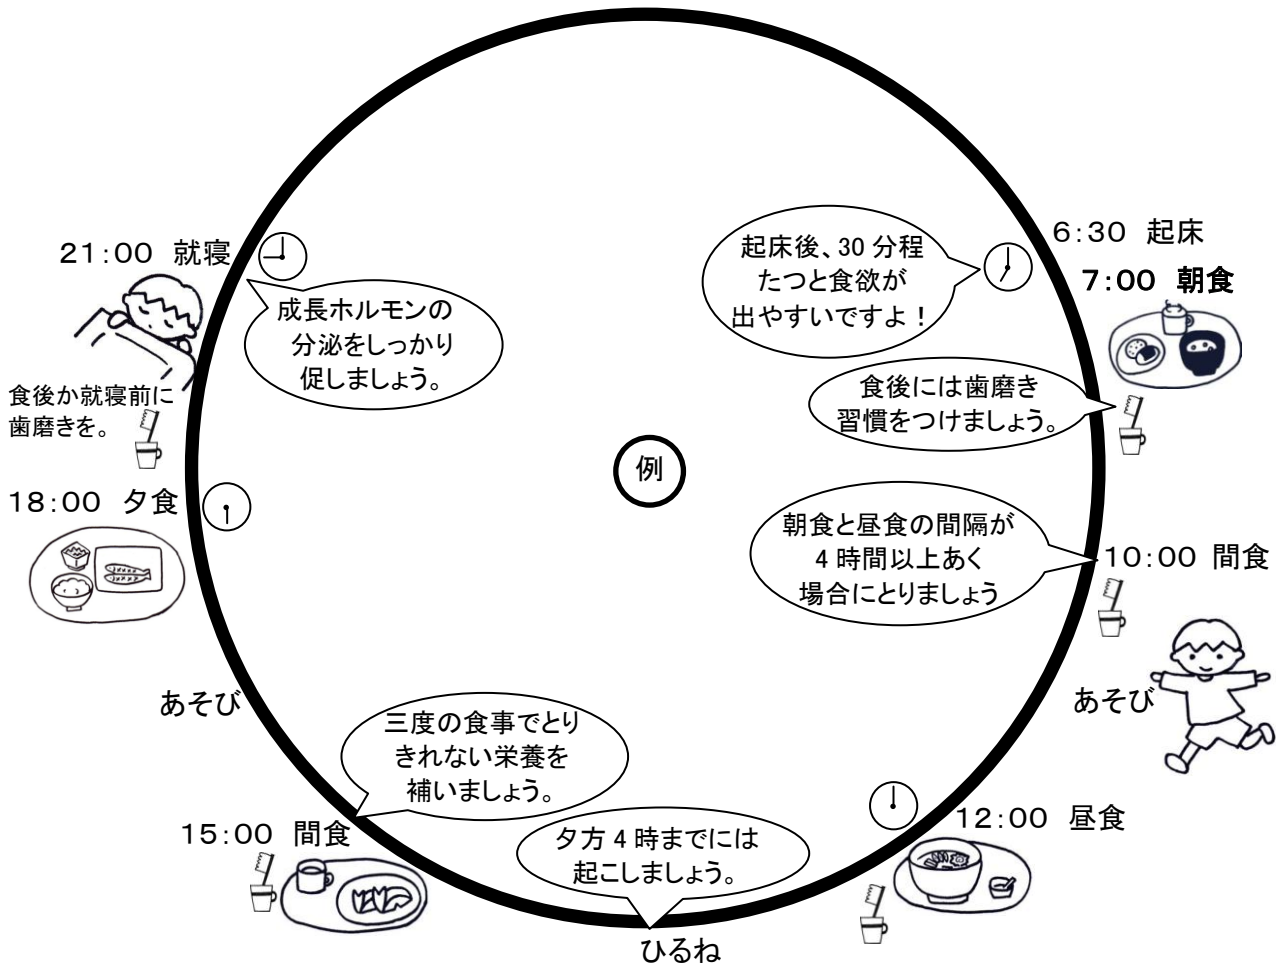 6:30 起床
7:00 朝食
起床後、30 分程
たつと食欲が
出やすいですよ！
食後には歯磨き
習慣をつけましょう。
朝食と昼食の間隔が
4 時間以上あく
場合にとりましょう
10:00 間食
あそび
12:00 昼食
夕方 4 時までには
起こしましょう。
ひるね
三度の食事でとり
きれない栄養を
補いましょう。
15:00 間食
あそび
18:00 夕食
食後か就寝前に
歯磨きを。
21:00 就寝
成長ホルモンの
分泌をしっかり
促しましょう。
例